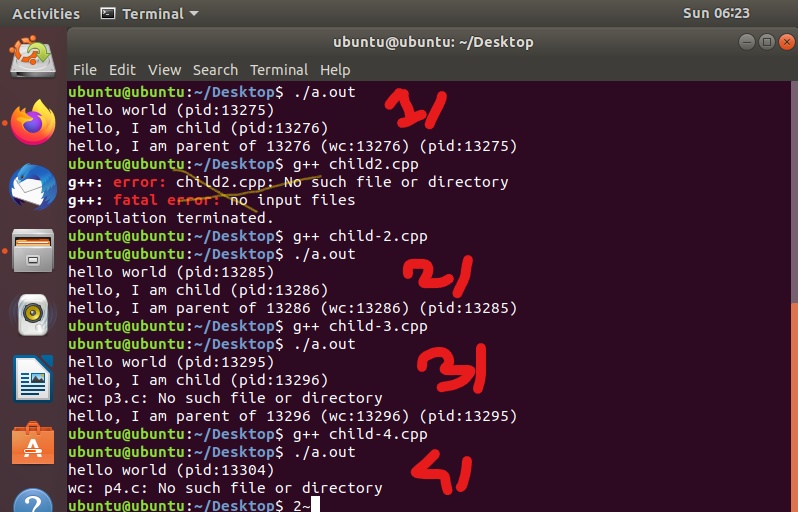 Activities Terminal Sun 06:23
ubuntu@ubuntu: ~/Desktop
File Edit View Search Terminal Help
ubuntu@ubuntu:~/Desktop$ ./a.out
hello world (pid:13275)
hello, I am child (pid:13276)
hello, I am parent of 13276 (wc:13276) (pid:13275)
1)
ubuntu@ubuntu:~/Desktop$ g++ child2.cpp
g++: error: child2.cpp: No such file or directory
g++: fatal error: no input files
compilation terminated.
ubuntu@ubuntu:~/Desktop$ g++ child-2.cpp
ubuntu@ubuntu:~/Desktop$ ./a.out
hello world (pid:13285)
hello, I am child (pid:13286)
hello, I am parent of 13286 (wc:13286) (pid:13285)
2)
ubuntu@ubuntu:~/Desktop$ g++ child-3.cpp
ubuntu@ubuntu:~/Desktop$ ./a.out
hello world (pid:13295)
hello, I am child (pid:13296)
wc: p3.c: No such file or directory
hello, I am parent of 13296 (wc:13296) (pid:13295)
3)
ubuntu@ubuntu:~/Desktop$ g++ child-4.cpp
ubuntu@ubuntu:~/Desktop$ ./a.out
hello world (pid:13304)
wc: p4.c: No such file or directory
4)
ubuntu@ubuntu:~/Desktop$ 2~